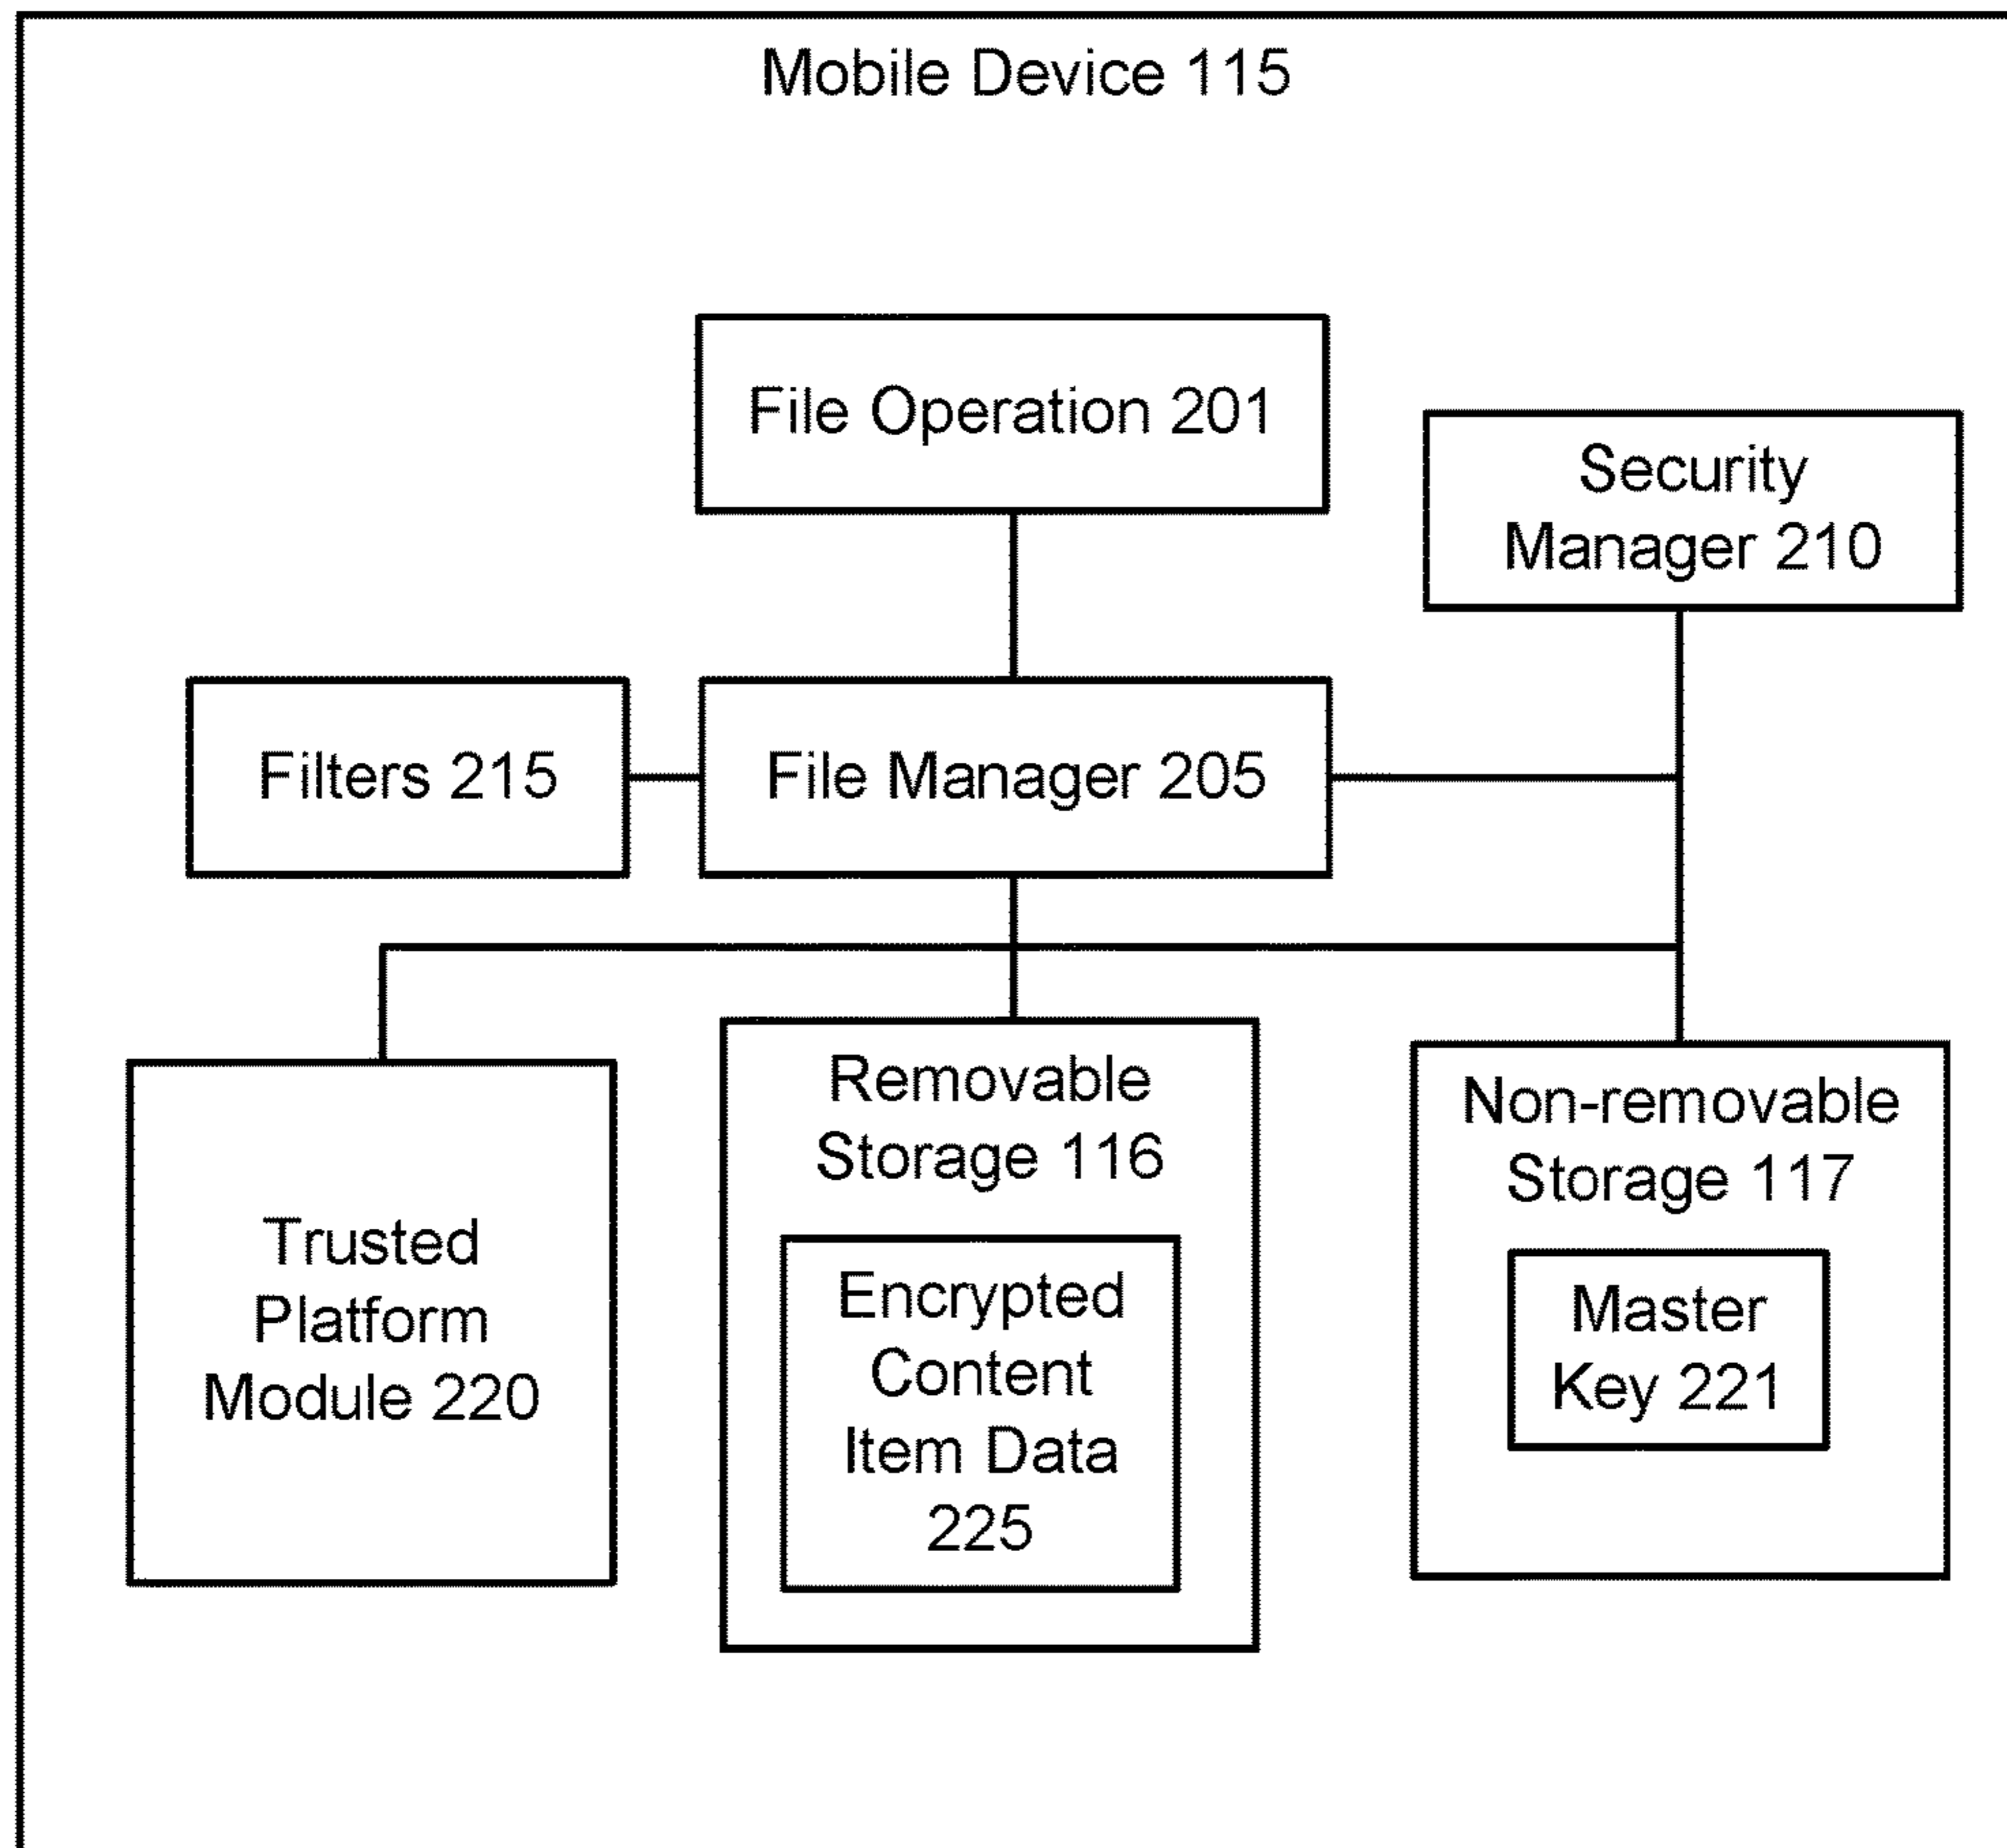 Mobile Device 115
File Operation 201
Security
Manager 210
Filters 215
File Manager 205
Trusted
Platform
Module 220
Removable
Storage 116
Encrypted
Content
Item Data
225
Non-removable
Storage 117
Master
Key 221